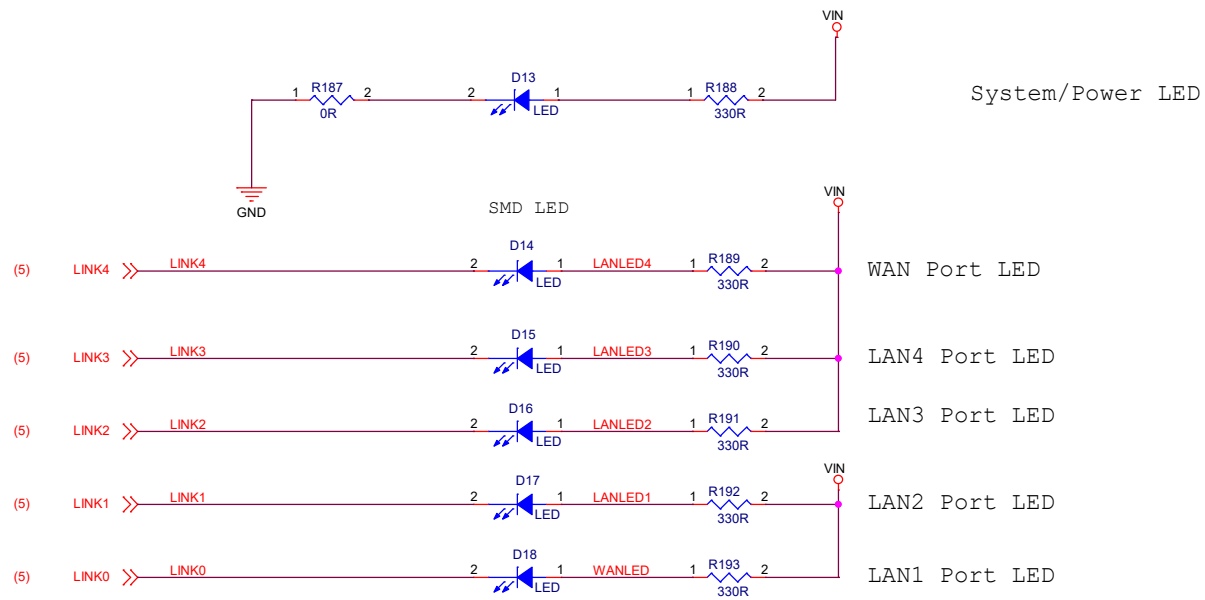 VIN
1 R187 2 2 D13 1 1 R188 2
0R LED 330R
System/Power LED
GND
SMD LED
VIN
(5) LINK4 LINK4 2 D14 1 LANLED4 1 R189 2 WAN Port LED
LED 330R
(5) LINK3 LINK3 2 D15 1 LANLED3 1 R190 2 LAN4 Port LED
LED 330R
(5) LINK2 LINK2 2 D16 1 LANLED2 1 R191 2 LAN3 Port LED
LED 330R
VIN
(5) LINK1 LINK1 2 D17 1 LANLED1 1 R192 2 LAN2 Port LED
LED 330R
(5) LINK0 LINK0 2 D18 1 WANLED 1 R193 2 LAN1 Port LED
LED 330R